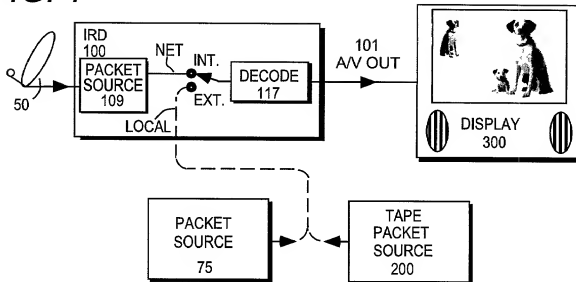 IRD
100
PACKET
SOURCE
109
NET
INT.
EXT.
LOCAL
DECODE
117
101
A/V OUT
50
DISPLAY
300
PACKET
SOURCE
75
TAPE
PACKET
SOURCE
200